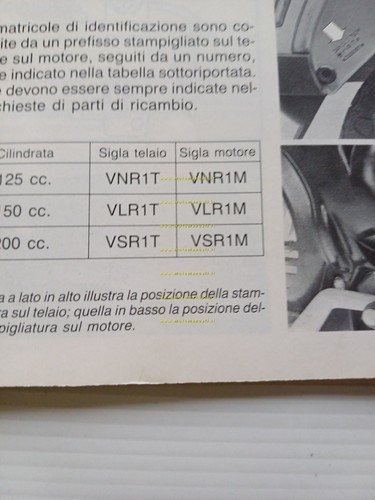 matricole di identificazione sono co-
ite da un prefisso stampigliato sul te-
e sul motore, seguiti da un numero,
e indicato nella tabella sottoriportata.
e devono essere sempre indicate nel-
chieste di parti di ricambio.
Cilindrata Sigla telaio Sigla motore
125 cc. VNR1T VNR1M
150 cc. VLR1T VLR1M
200 cc. VSR1T VSR1M
a a lato in alto illustra la posizione della stam-
ra sul telaio; quella in basso la posizione del-
pigliatura sul motore.